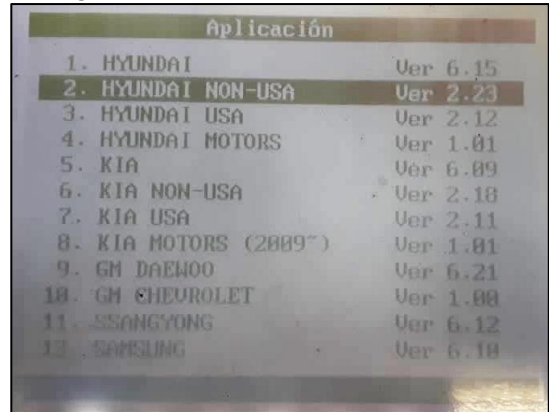 Aplicación
1. HYUNDAI Ver 6.15
2. HYUNDAI NON-USA Ver 2.23
3. HYUNDAI USA Ver 2.12
4. HYUNDAI MOTORS Ver 1.01
5. KIA Ver 6.09
6. KIA NON-USA Ver 2.18
7. KIA USA Ver 2.11
8. KIA MOTORS (2009~) Ver 1.01
9. GM DAEWOO Ver 6.21
10. GM CHEVROLET Ver 1.00
11. SSANGYONG Ver 6.12
12. SAMSUNG Ver 6.10